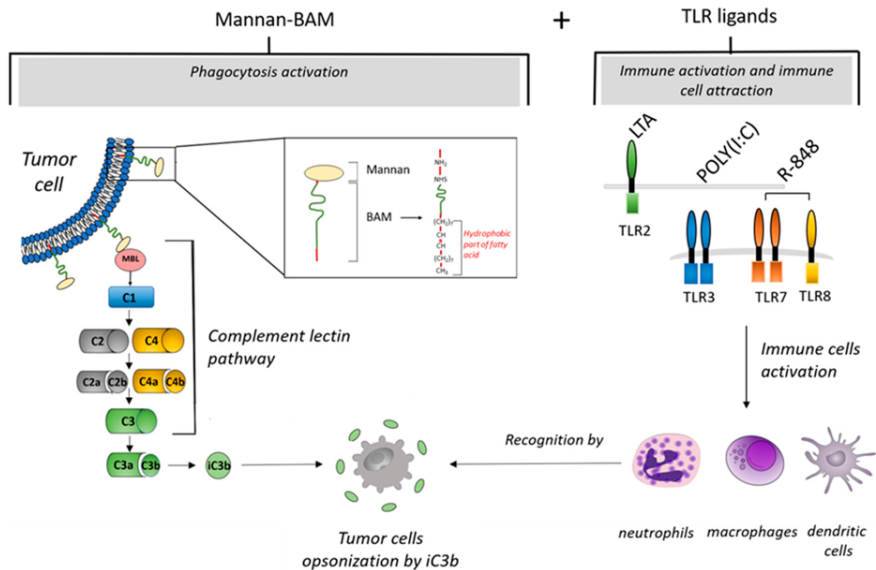 Mannan-BAM
+
TLR ligands
Phagocytosis activation
Immune activation and immune
cell attraction
Tumor
cell
Mannan
BAM
NH₂
NHS
(CH₂)₇
CH
CH
(CH₂)₇
CH₃
Hydrophobic
part of fatty
acid
LTA
POLY(I:C)
R-848
TLR2
TLR3
TLR7
TLR8
MBL
C1
C2
C4
C2a
C2b
C4a
C4b
C3
C3a
C3b
iC3b
Complement lectin
pathway
Immune cells
activation
Recognition by
neutrophils
macrophages
dendritic
cells
Tumor cells
opsonization by iC3b